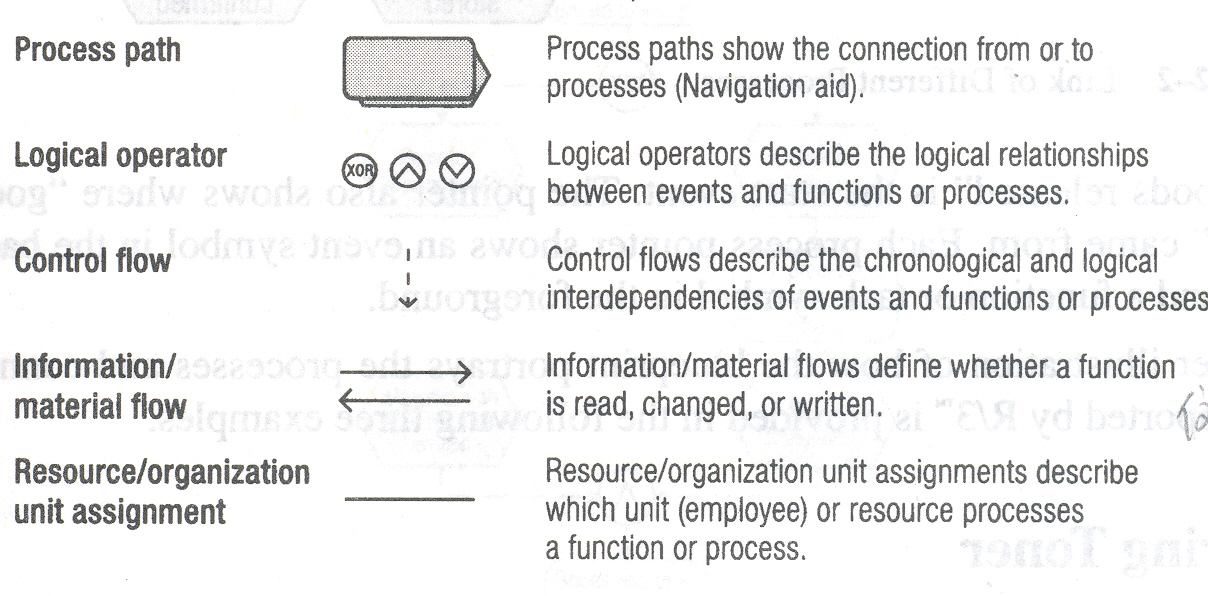 Process path
Process paths show the connection from or to
processes (Navigation aid).
Logical operator
XOR
Logical operators describe the logical relationships
between events and functions or processes.
Control flow
Control flows describe the chronological and logical
interdependencies of events and functions or processes
Information/
material flow
Information/material flows define whether a function
is read, changed, or written.
Resource/organization
unit assignment
Resource/organization unit assignments describe
which unit (employee) or resource processes
a function or process.